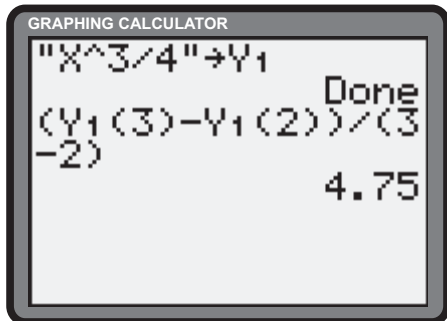 GRAPHING CALCULATOR
"X^3/4"→Y₁
Done
(Y₁(3)-Y₁(2))/(3
-2)
4.75